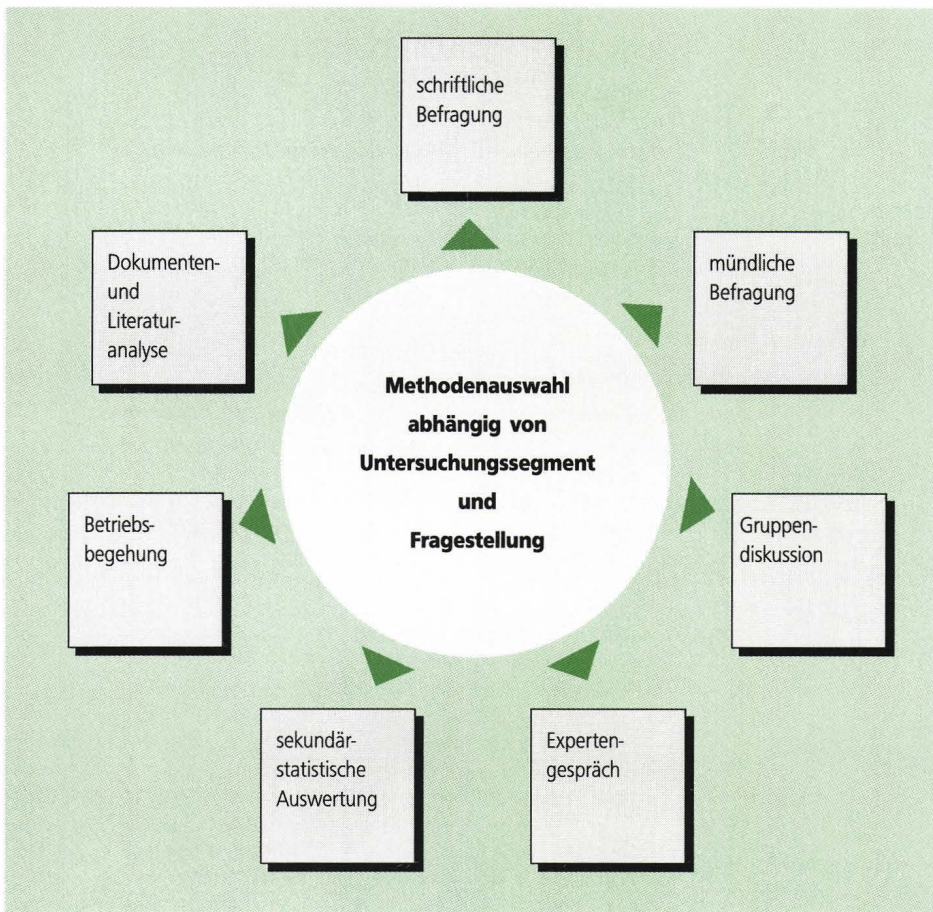 schriftliche
Befragung
Dokumenten-
und
Literatur-
analyse
mündliche
Befragung
Methodenauswahl
abhängig von
Untersuchungssegment
und
Fragestellung
Betriebs-
begehung
Gruppen-
diskussion
sekundär-
statistische
Auswertung
Experten-
gespräch